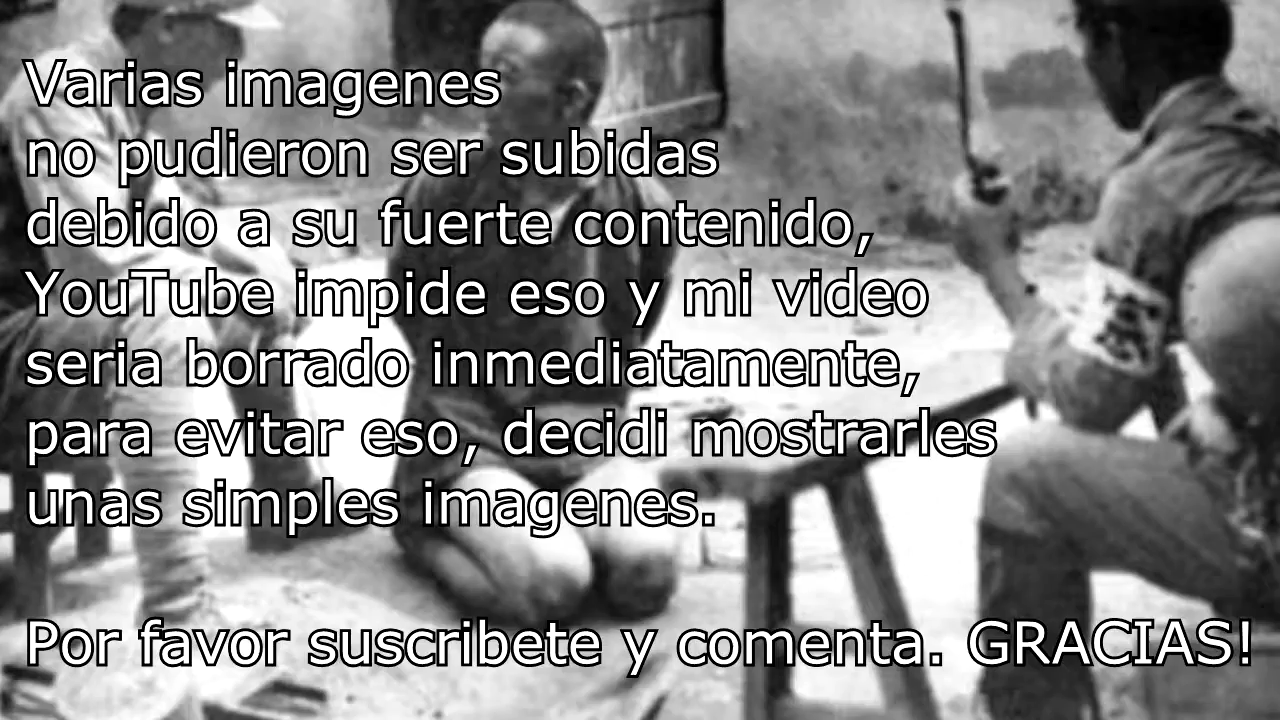 Varias imagenes
no pudieron ser subidas
debido a su fuerte contenido,
YouTube impide eso y mi video
seria borrado inmediatamente,
para evitar eso, decidi mostrarles
unas simples imagenes.
Por favor suscribete y comenta. GRACIAS!